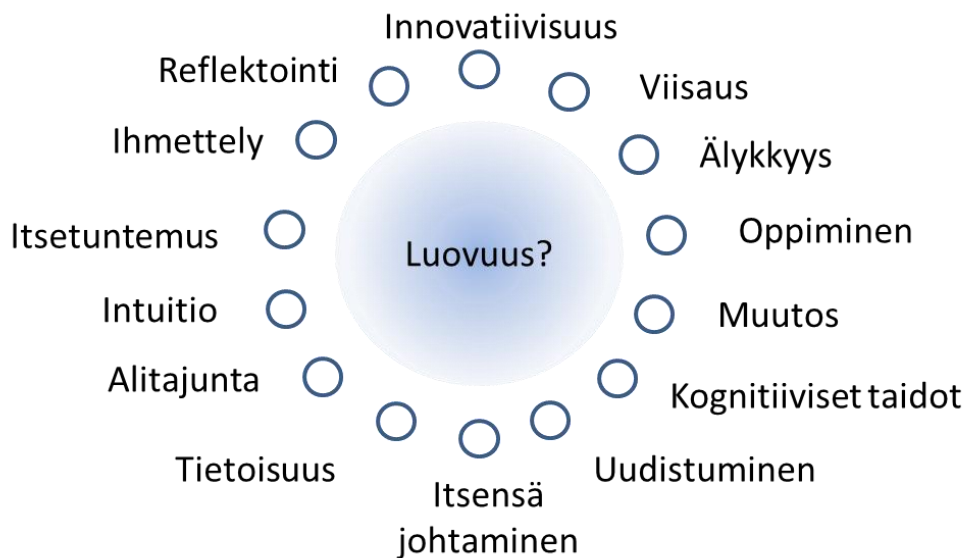 Innovatiivisuus
Reflektointi
Viisaus
Ihmettely
Älykkyys
Itsetuntemus
Oppiminen
Luovuus?
Intuitio
Muutos
Alitajunta
Kognitiiviset taidot
Tietoisuus
Uudistuminen
Itsensä
johtaminen